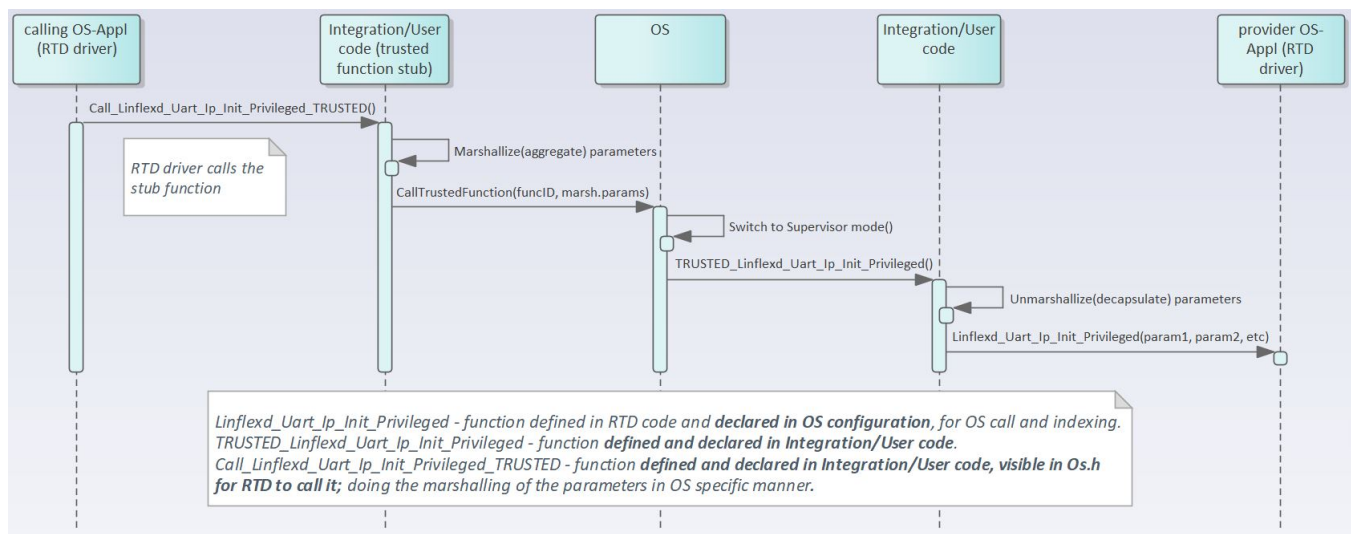 calling OS-Appl
(RTD driver)
Integration/User
code (trusted
function stub)
OS
Integration/User
code
provider OS-
Appl (RTD
driver)
Call_Linflexd_Uart_Ip_Init_Privileged_TRUSTED()
RTD driver calls the
stub function
Marshallize(aggregate) parameters
CallTrustedFunction(funcID, marsh.params)
Switch to Supervisor mode()
TRUSTED_Linflexd_Uart_Ip_Init_Privileged()
Unmarshallize(decapsulate) parameters
Linflexd_Uart_Ip_Init_Privileged(param1, param2, etc)
Linflexd_Uart_Ip_Init_Privileged - function defined in RTD code and declared in OS configuration, for OS call and indexing.
TRUSTED_Linflexd_Uart_Ip_Init_Privileged - function defined and declared in Integration/User code.
Call_Linflexd_Uart_Ip_Init_Privileged_TRUSTED - function defined and declared in Integration/User code, visible in Os.h
for RTD to call it; doing the marshalling of the parameters in OS specific manner.